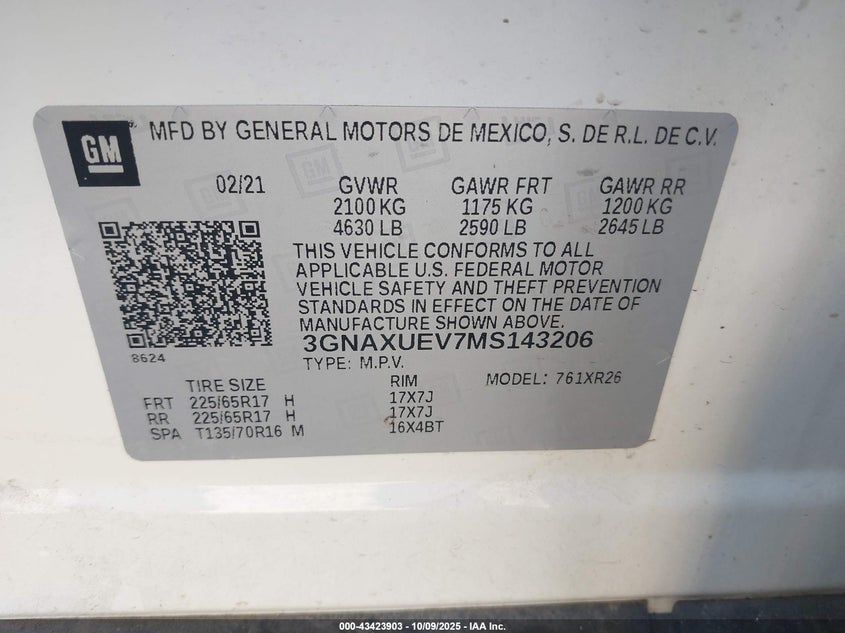 GM
MFD BY GENERAL MOTORS DE MEXICO, S. DE R.L. DE C.V.
02/21 GVWR GAWR FRT GAWR RR
2100 KG 1175 KG 1200 KG
4630 LB 2590 LB 2645 LB
THIS VEHICLE CONFORMS TO ALL
APPLICABLE U.S. FEDERAL MOTOR
VEHICLE SAFETY AND THEFT PREVENTION
STANDARDS IN EFFECT ON THE DATE OF
MANUFACTURE SHOWN ABOVE.
3GNAXUEV7MS143206
8624
TYPE: M.P.V.
TIRE SIZE RIM MODEL: 761XR26
FRT 225/65R17 H 17X7J
RR 225/65R17 H 17X7J
SPA T135/70R16 M 16X4BT
000-43423903 - 10/09/2025 - IAA Inc.